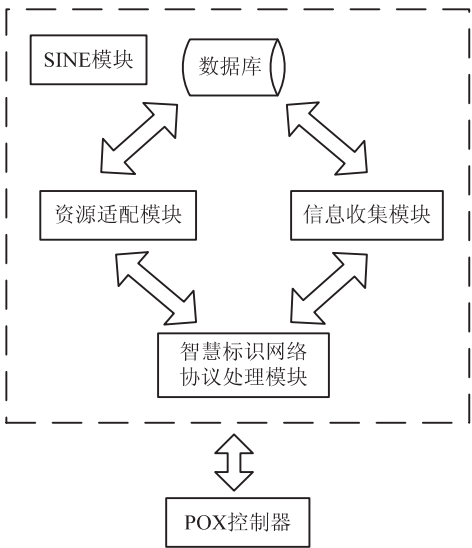 SINE模块
数据库
资源适配模块
信息收集模块
智慧标识网络
协议处理模块
POX控制器